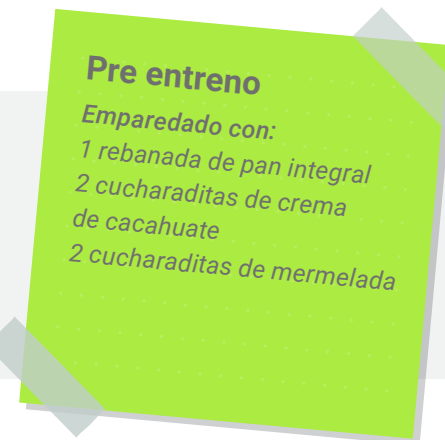 Pre entreno
Emparedado con:
1 rebanada de pan integral
2 cucharaditas de crema
de cacahuate
2 cucharaditas de mermelada